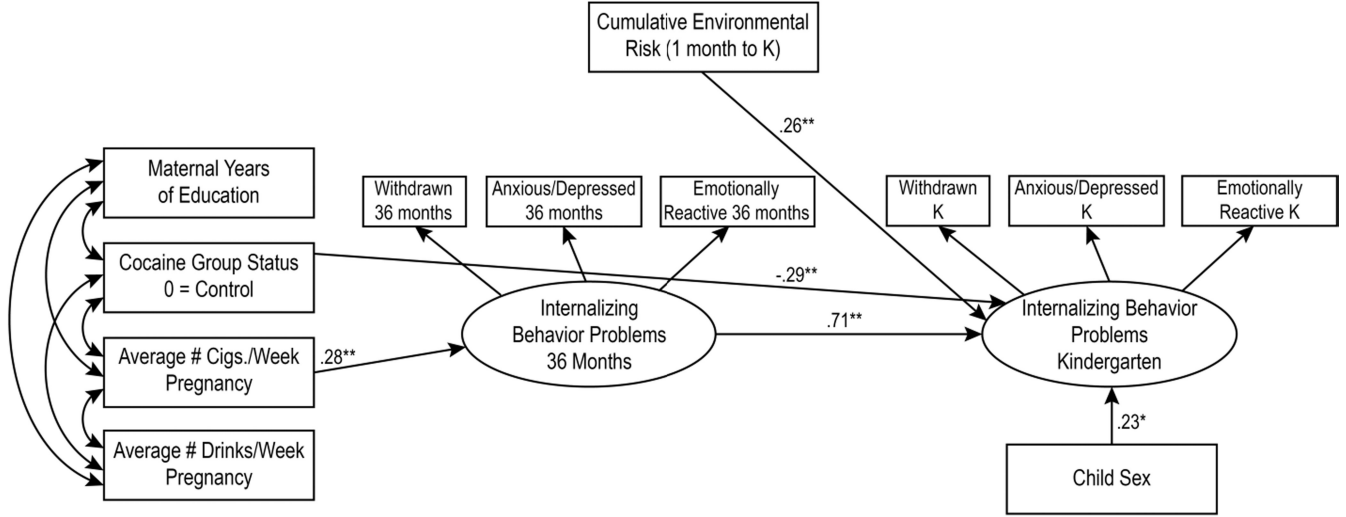 Cumulative Environmental
Risk (1 month to K)
.26**
Maternal Years
of Education
Withdrawn
36 months
Anxious/Depressed
36 months
Emotionally
Reactive 36 months
Withdrawn
K
Anxious/Depressed
K
Emotionally
Reactive K
Cocaine Group Status
0 = Control
-.29**
Internalizing
Behavior Problems
36 Months
.71**
Internalizing Behavior
Problems
Kindergarten
Average # Cigs./Week
Pregnancy
.28**
.23*
Average # Drinks/Week
Pregnancy
Child Sex